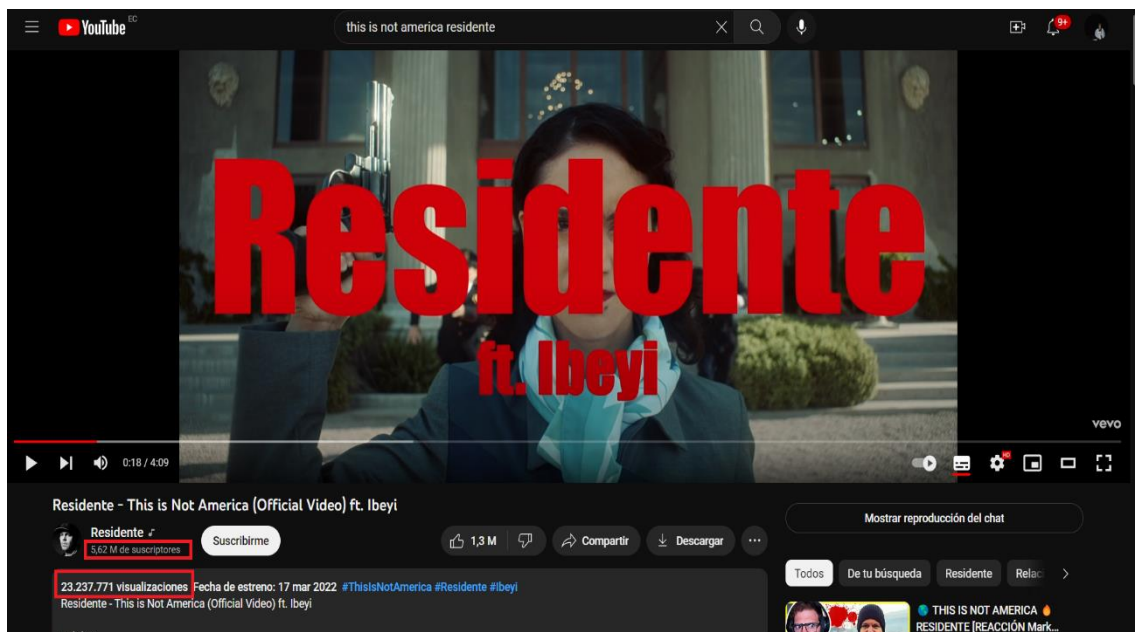 YouTube EC
this is not america residente
9+
Residente
ft. Ibeyi
vevo
0:18 / 4:09
HD
Residente - This is Not America (Official Video) ft. Ibeyi
Residente
5,62 M de suscriptores
Suscribirme
1,3 M
Compartir
Descargar
Mostrar reproducción del chat
23.237.771 visualizaciones Fecha de estreno: 17 mar 2022 #ThisIsNotAmerica #Residente #Ibeyi
Residente - This is Not America (Official Video) ft. Ibeyi
Todos
De tu búsqueda
Residente
Relac
THIS IS NOT AMERICA
RESIDENTE [REACCIÓN Mark...